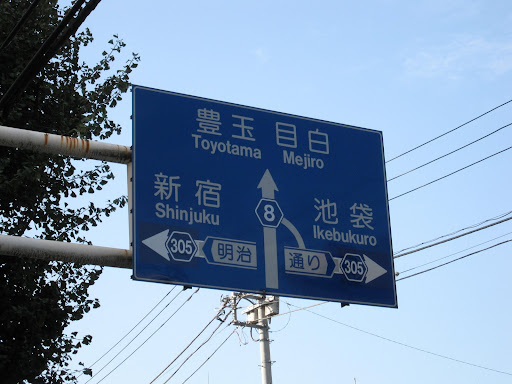 豊玉 目白
Toyotama Mejiro
新宿
Shinjuku
8
池袋
Ikebukuro
305 明治 通り 305